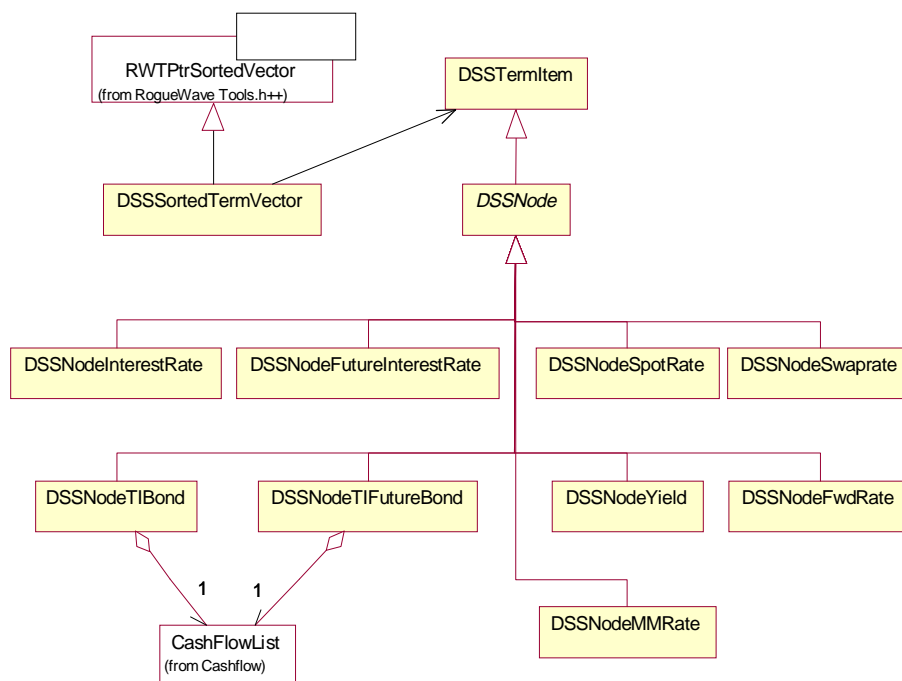 RWTPtrSortedVector
(from RogueWave Tools.h++)
DSSTermItem
DSSSortedTermVector
DSSNode
DSSNodeInterestRate
DSSNodeFutureInterestRate
DSSNodeSpotRate
DSSNodeSwaprate
DSSNodeTIBond
DSSNodeTIFutureBond
DSSNodeYield
DSSNodeFwdRate
1
1
DSSNodeMMRate
CashFlowList
(from Cashflow)